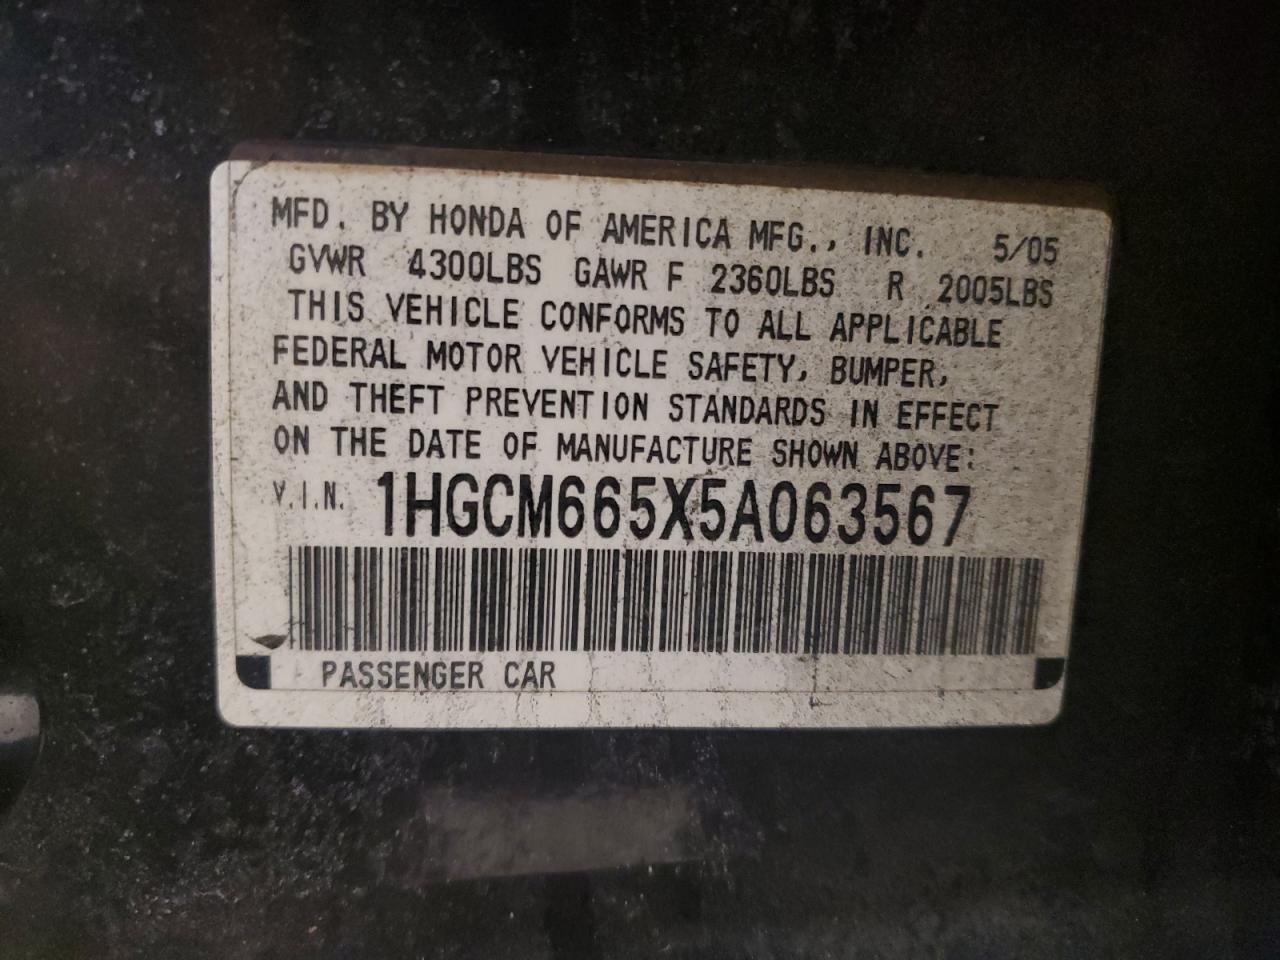 MFD. BY HONDA OF AMERICA MFG., INC. 5/05
GVWR 4300LBS GAWR F 2360LBS R 2005LBS
THIS VEHICLE CONFORMS TO ALL APPLICABLE
FEDERAL MOTOR VEHICLE SAFETY, BUMPER,
AND THEFT PREVENTION STANDARDS IN EFFECT
ON THE DATE OF MANUFACTURE SHOWN ABOVE:
V.I.N. 1HGCM665X5A063567
PASSENGER CAR